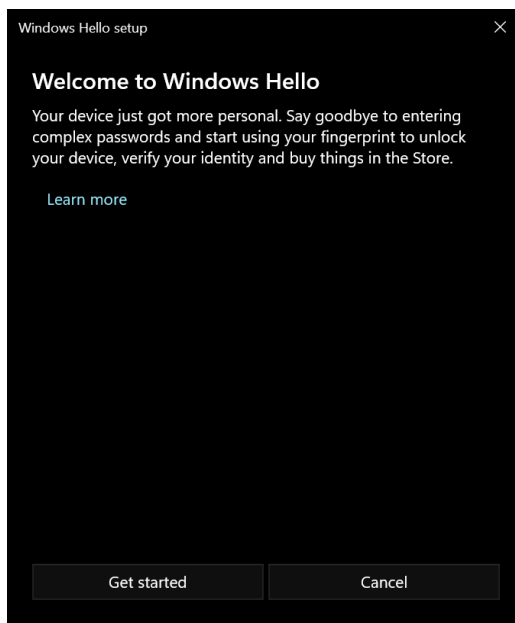 Windows Hello setup
Welcome to Windows Hello
Your device just got more personal. Say goodbye to entering
complex passwords and start using your fingerprint to unlock
your device, verify your identity and buy things in the Store.
Learn more
Get started
Cancel